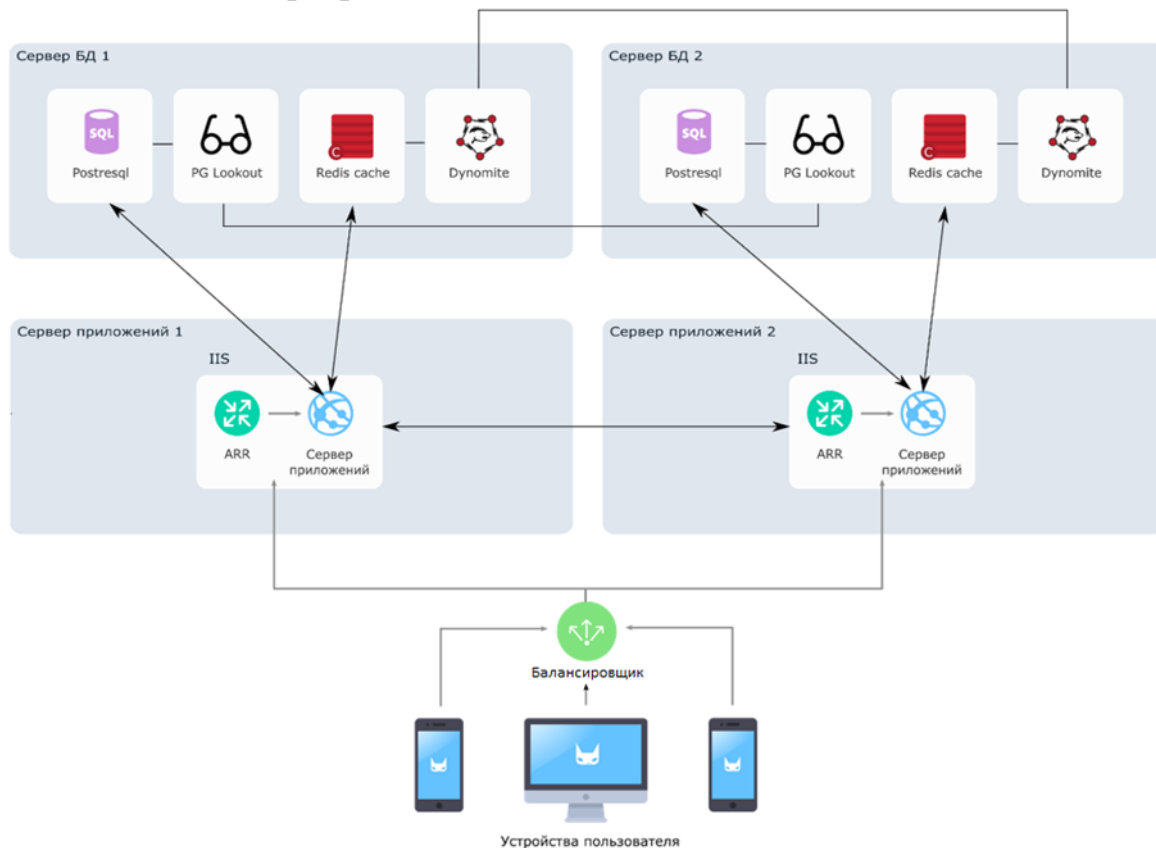 Сервер БД 1
Сервер БД 2
SQL
Postresql
PG Lookout
C
Redis cache
Dynomite
SQL
Postresql
PG Lookout
C
Redis cache
Dynomite
Сервер приложений 1
Сервер приложений 2
IIS
ARR
Сервер
приложений
IIS
ARR
Сервер
приложений
Балансировщик
Устройства пользователя